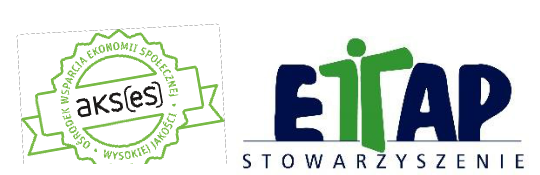 OŚRODEK WSPARCIA EKONOMII SPOŁECZNEJ
aks(es)
• WYSOKIEJ JAKOŚCI •
ETAP
STOWARZYSZENIE